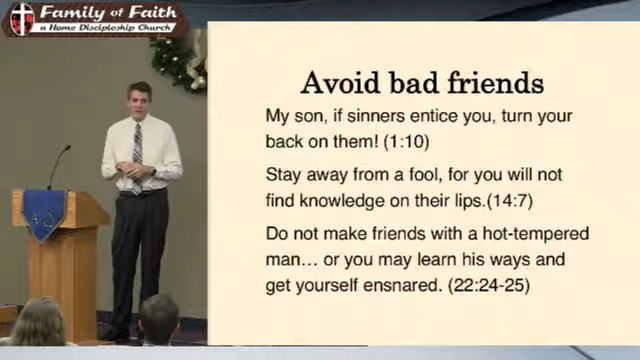 Family of Faith
a Home Discipleship Church
Avoid bad friends
My son, if sinners entice you, turn your
back on them! (1:10)
Stay away from a fool, for you will not
find knowledge on their lips.(14:7)
Do not make friends with a hot-tempered
man... or you may learn his ways and
get yourself ensnared. (22:24-25)
ΑΩ